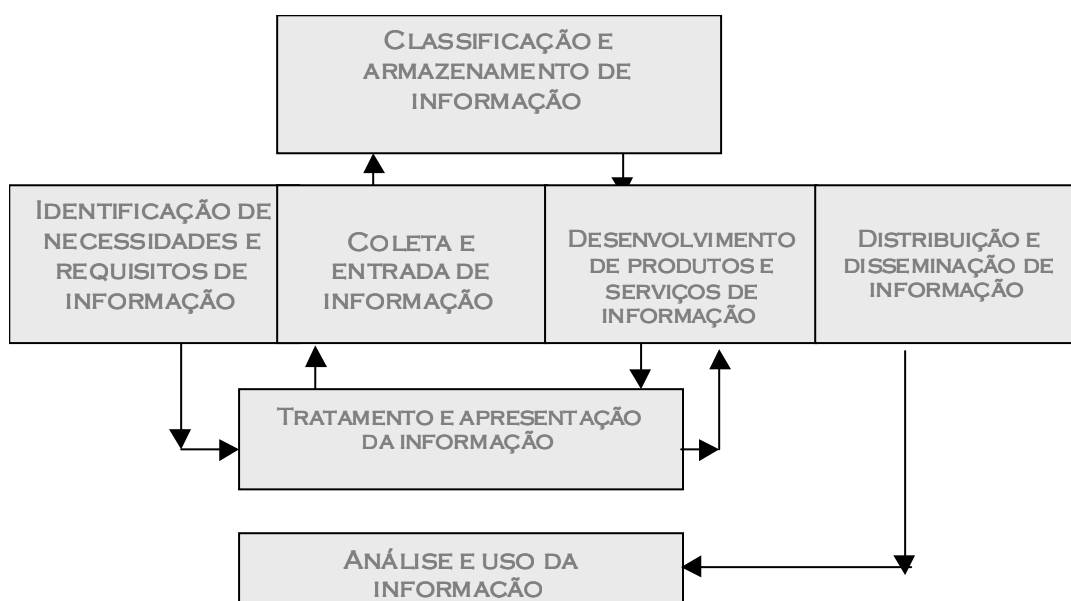 CLASSIFICAÇÃO E
ARMAZENAMENTO DE
INFORMAÇÃO
IDENTIFICAÇÃO DE
NECESSIDADES E
REQUISITOS DE
INFORMAÇÃO
COLETA E
ENTRADA DE
INFORMAÇÃO
DESENVOLVIMENTO
DE PRODUTOS E
SERVIÇOS DE
INFORMAÇÃO
DISTRIBUIÇÃO E
DISSEMINAÇÃO DE
INFORMAÇÃO
TRATAMENTO E APRESENTAÇÃO
DA INFORMAÇÃO
ANÁLISE E USO DA
INFORMAÇÃO